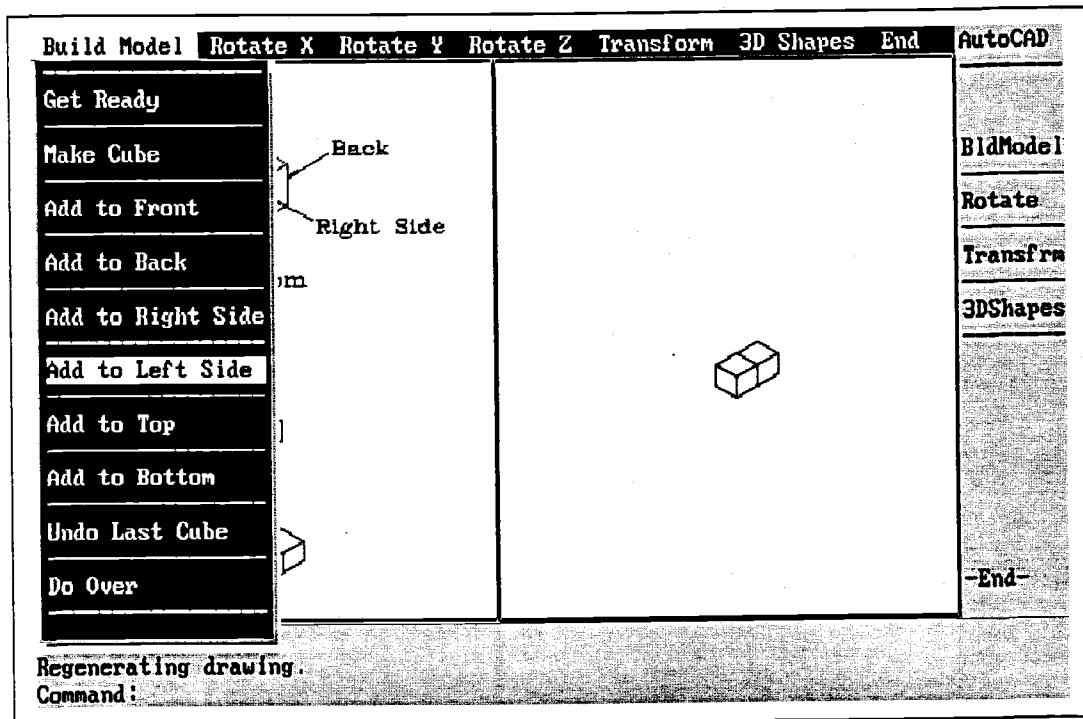 Build Model Rotate X Rotate Y Rotate Z Transform 3D Shapes End
AutoCAD
Get Ready
Make Cube
Add to Front
Add to Back
Add to Right Side
Add to Left Side
Add to Top
Add to Bottom
Undo Last Cube
Do Over
Back
Right Side
om
BldModel
Rotate
Transfrm
3DShapes
-End-
Regenerating drawing.
Command: